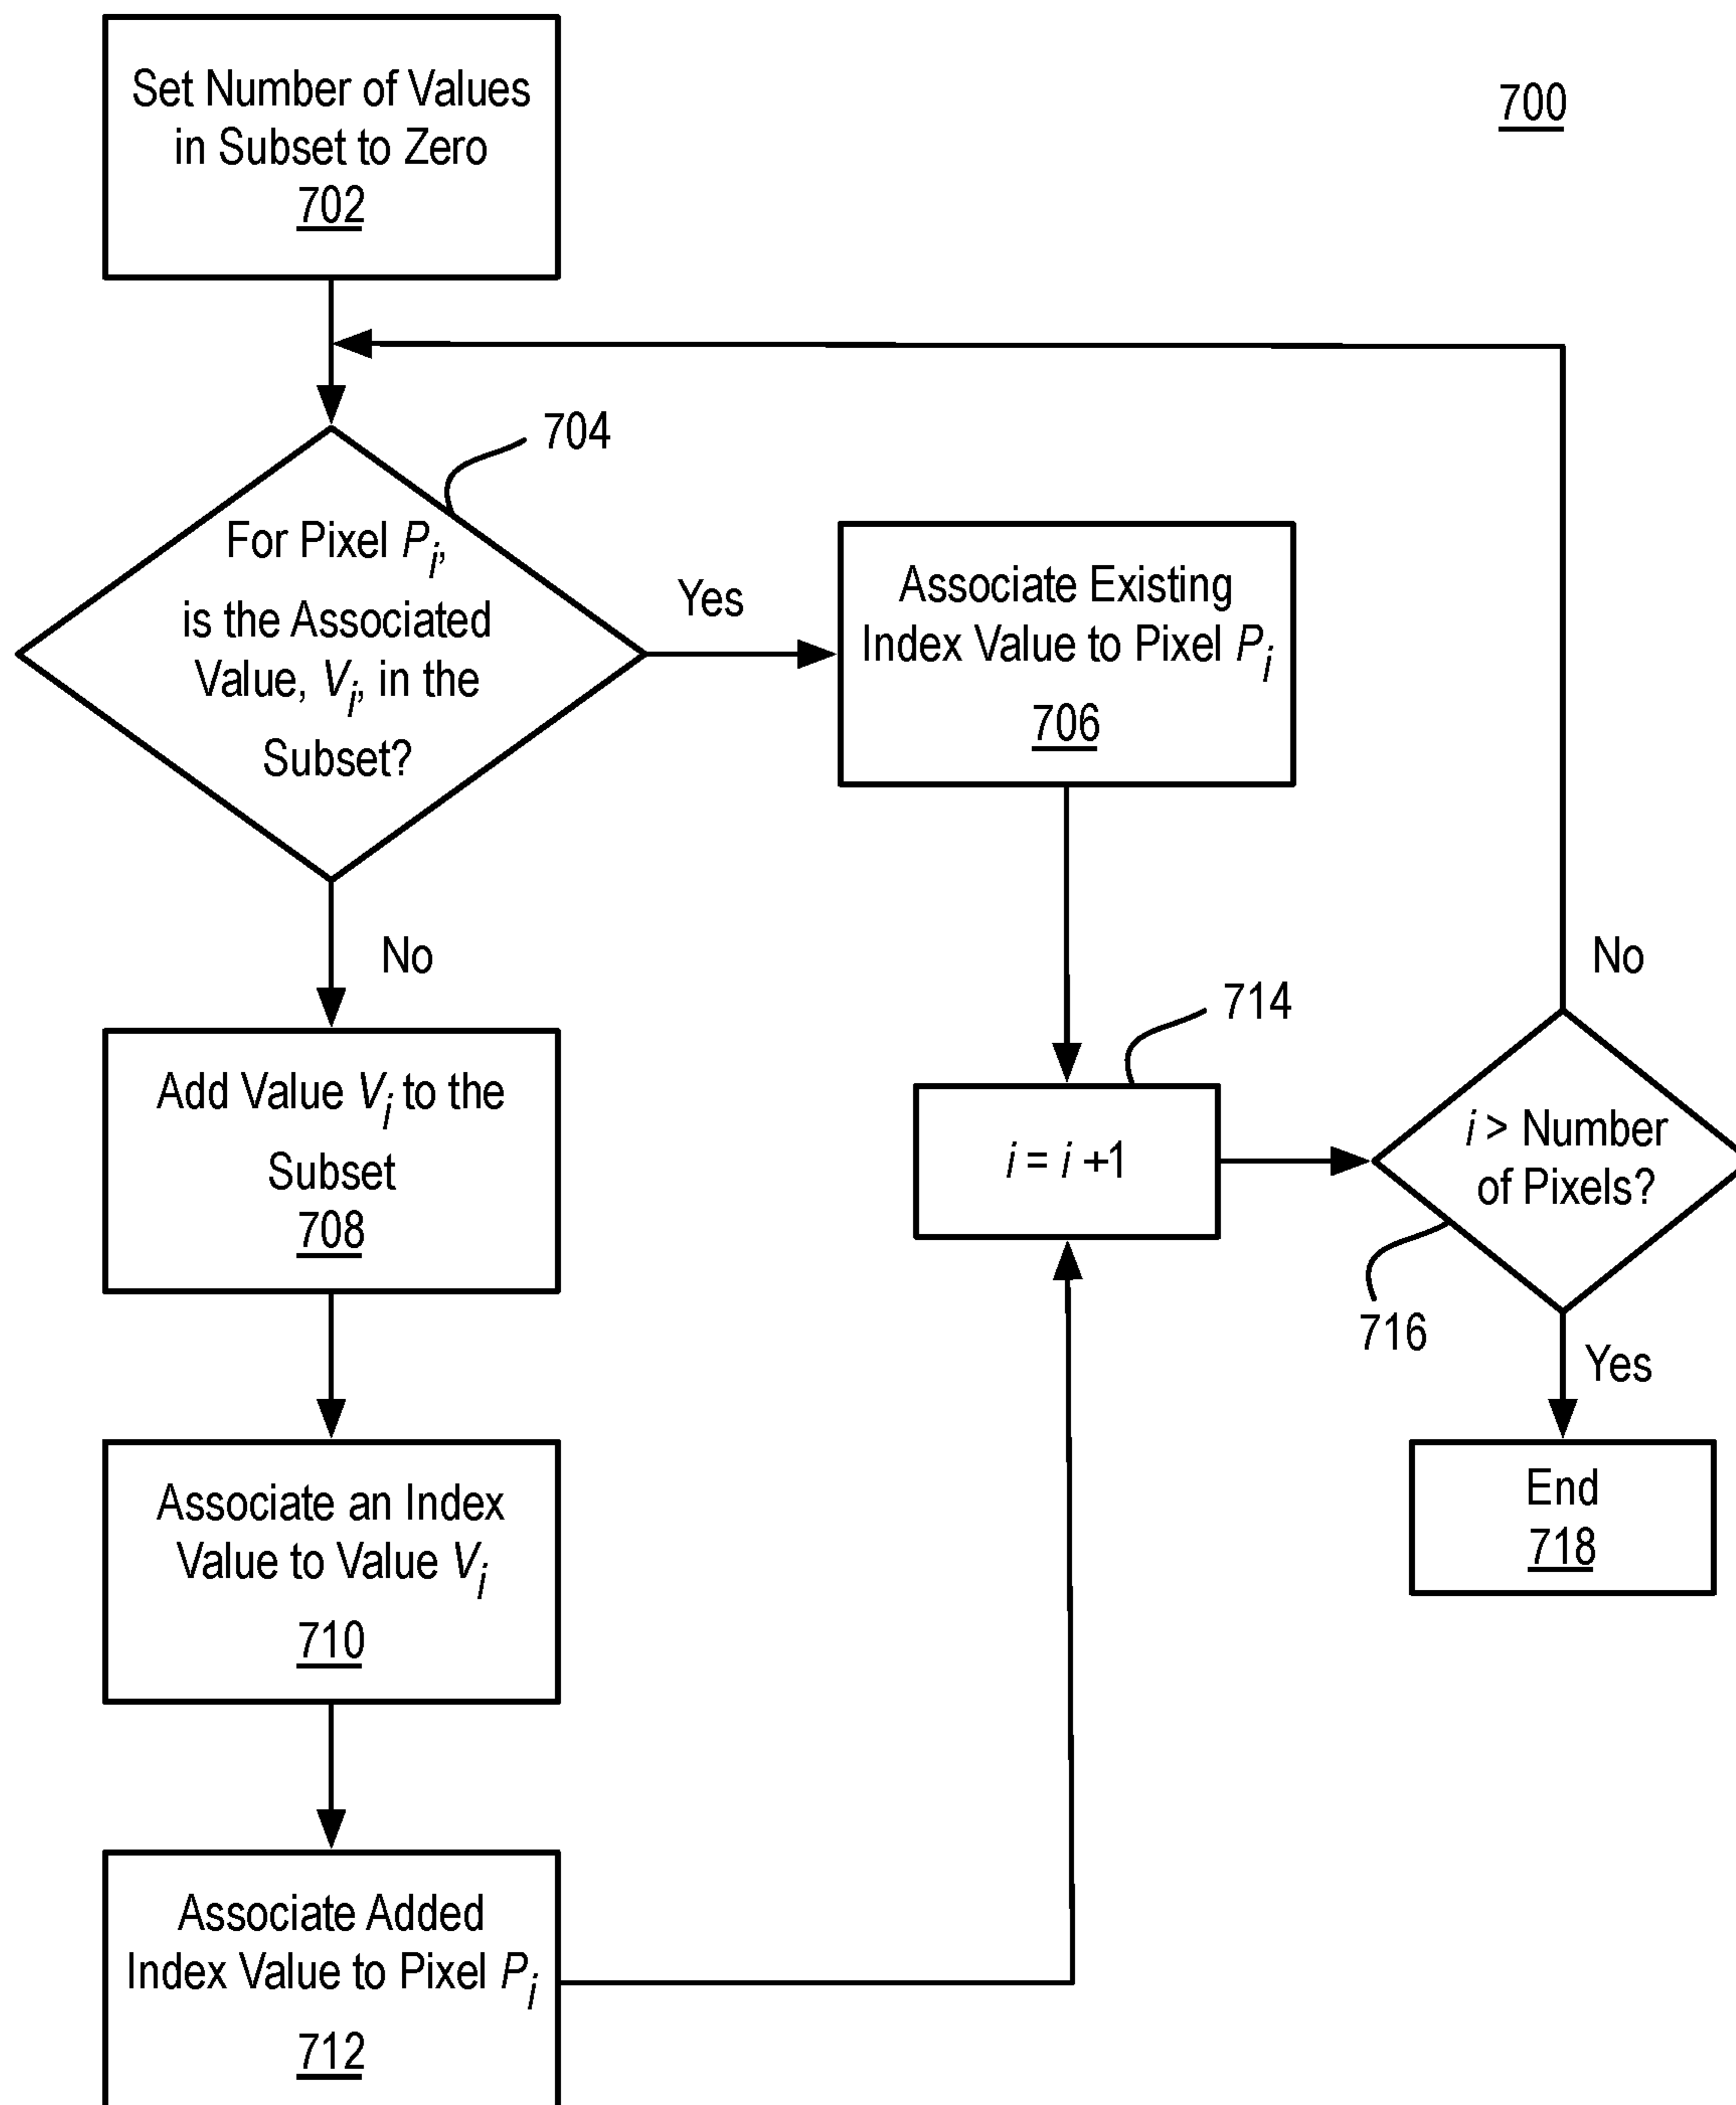 Set Number of Values
in Subset to Zero
702
700
704
For Pixel Pi,
is the Associated
Value, Vi, in the
Subset?
Yes
Associate Existing
Index Value to Pixel Pi
706
No
Add Value Vi to the
Subset
708
714
i = i +1
No
i > Number
of Pixels?
716
Yes
Associate an Index
Value to Value Vi
710
End
718
Associate Added
Index Value to Pixel Pi
712